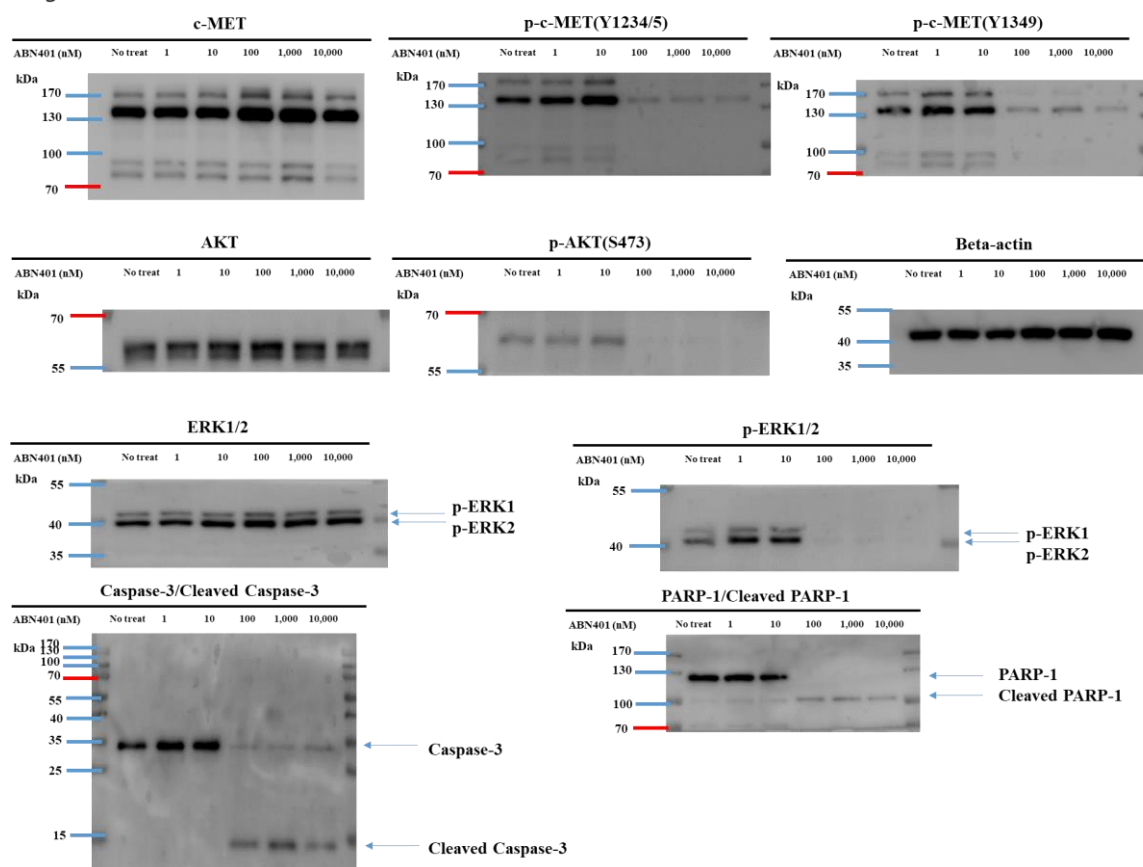 c-MET
ABN401 (nM) No treat 1 10 100 1,000 10,000
kDa
170
130
100
70
p-c-MET(Y1234/5)
ABN401 (nM) No treat 1 10 100 1,000 10,000
kDa
170
130
100
70
p-c-MET(Y1349)
ABN401 (nM) No treat 1 10 100 1,000 10,000
kDa
170
130
100
70
AKT
ABN401 (nM) No treat 1 10 100 1,000 10,000
kDa
70
55
p-AKT(S473)
ABN401 (nM) No treat 1 10 100 1,000 10,000
kDa
70
55
Beta-actin
ABN401 (nM) No treat 1 10 100 1,000 10,000
kDa
55
40
35
ERK1/2
ABN401 (nM) No treat 1 10 100 1,000 10,000
kDa
55
40
35
p-ERK1
p-ERK2
p-ERK1/2
ABN401 (nM) No treat 1 10 100 1,000 10,000
kDa
55
40
p-ERK1
p-ERK2
Caspase-3/Cleaved Caspase-3
ABN401 (nM) No treat 1 10 100 1,000 10,000
kDa
170
130
100
70
55
40
35
25
15
Caspase-3
Cleaved Caspase-3
PARP-1/Cleaved PARP-1
ABN401 (nM) No treat 1 10 100 1,000 10,000
kDa
170
130
100
70
PARP-1
Cleaved PARP-1